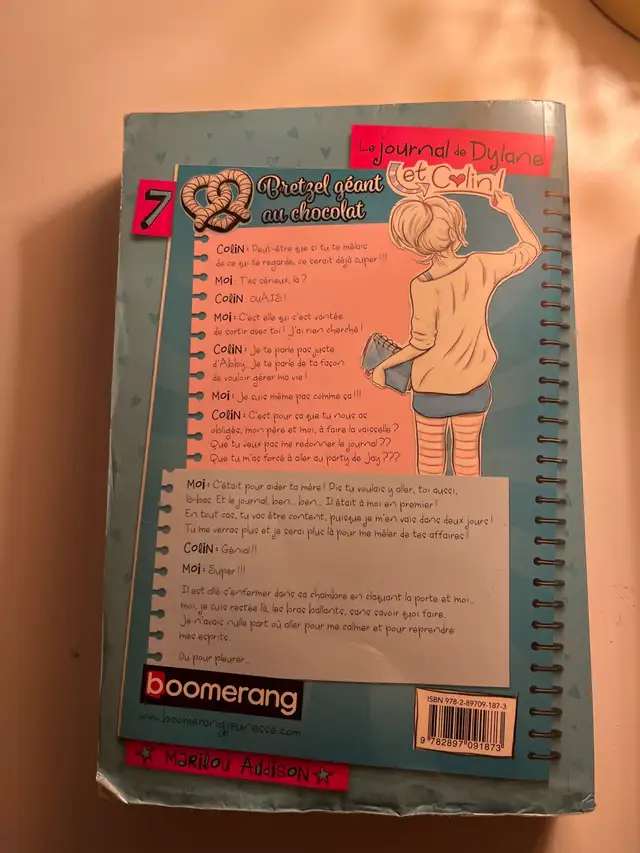 Le journal de Dylane
et Colin!
7
Bretzel géant
au chocolat
Colin : Peut-être que si tu te mêlais
de ce qui te regarde, ce serait déjà super!!!
Moi : T'es sérieux, là?
Colin : ouAIS!
Moi : C'est elle qui s'est vantée
de sortir avec toi! J'ai rien cherché!
Colin : Je te parle pas juste
d'Abby. Je te parle de ta façon
de vouloir gérer ma vie!
Moi : Je suis même pas comme ça!!!
Colin : C'est pour ça que tu nous as
obligés, mon père et moi, à faire la vaisselle?
Que tu veux pas me redonner le journal??
Que tu m'as forcé à aller au party de Jay???
Moi : C'était pour aider ta mère! Pis tu voulais y aller, toi aussi,
là-bas. Et le journal, ben... ben... Il était à moi en premier!
En tout cas, tu vas être content, puisque je m'en vais dans deux jours!
Tu me verras plus et je serai plus là pour me mêler de tes affaires!
Colin : Génial!!
Moi : Super!!!
Il est allé s'enfermer dans sa chambre en claquant la porte et moi...
moi, je suis restée là, les bras ballants, sans savoir quoi faire.
Je n'avais nulle part où aller pour me calmer et pour reprendre
mes esprits.
Ou pour pleurer...
boomerang
www.boomerangjeunesse.com
ISBN 978-2-89709-187-3
9 782897 091873
Marilou Addison